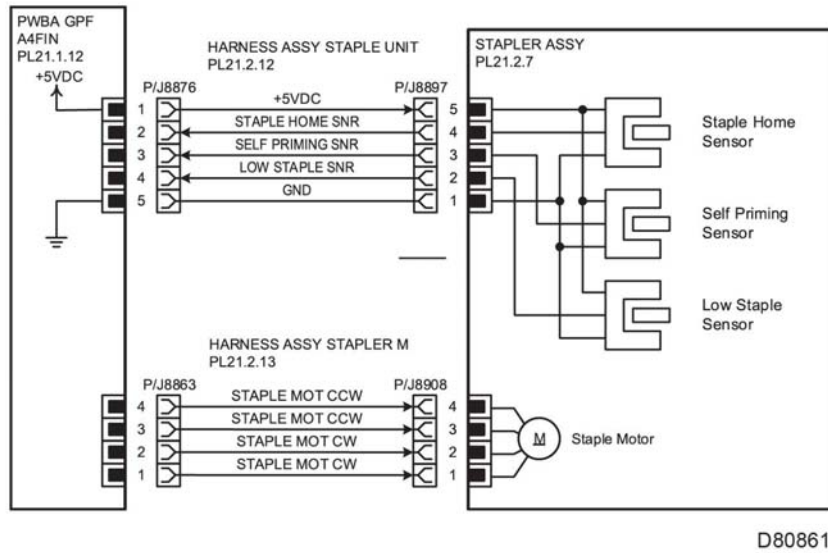 PWBA GPF
A4FIN
PL21.1.12
+5VDC
HARNESS ASSY STAPLE UNIT
PL21.2.12
P/J8876
P/J8897
STAPLER ASSY
PL21.2.7
1 +5VDC 5
2 STAPLE HOME SNR 4
3 SELF PRIMING SNR 3
4 LOW STAPLE SNR 2
5 GND 1
Staple Home
Sensor
Self Priming
Sensor
Low Staple
Sensor
HARNESS ASSY STAPLER M
PL21.2.13
P/J8863
P/J8908
4 STAPLE MOT CCW 4
3 STAPLE MOT CCW 3
2 STAPLE MOT CW 2
1 STAPLE MOT CW 1
M
Staple Motor
D80861